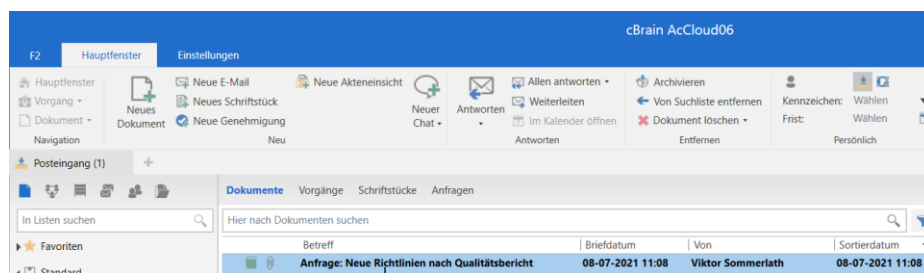 cBrain AcCloud06
F2 Hauptfenster Einstellungen
Hauptfenster
Vorgang
Dokument
Navigation
Neues
Dokument
Neue E-Mail
Neues Schriftstück
Neue Genehmigung
Neue Akteneinsicht
Neuer
Chat
Neu
Antworten
Allen antworten
Weiterleiten
Im Kalender öffnen
Antworten
Archivieren
Von Suchliste entfernen
Dokument löschen
Entfernen
Kennzeichen: Wählen
Frist: Wählen
Persönlich
Posteingang (1)
In Listen suchen
Favoriten
Standard
Dokumente Vorgänge Schriftstücke Anfragen
Hier nach Dokumenten suchen
Betreff Briefdatum Von Sortierdatum
Anfrage: Neue Richtlinien nach Qualitätsbericht 08-07-2021 11:08 Viktor Sommerlath 08-07-2021 11:08